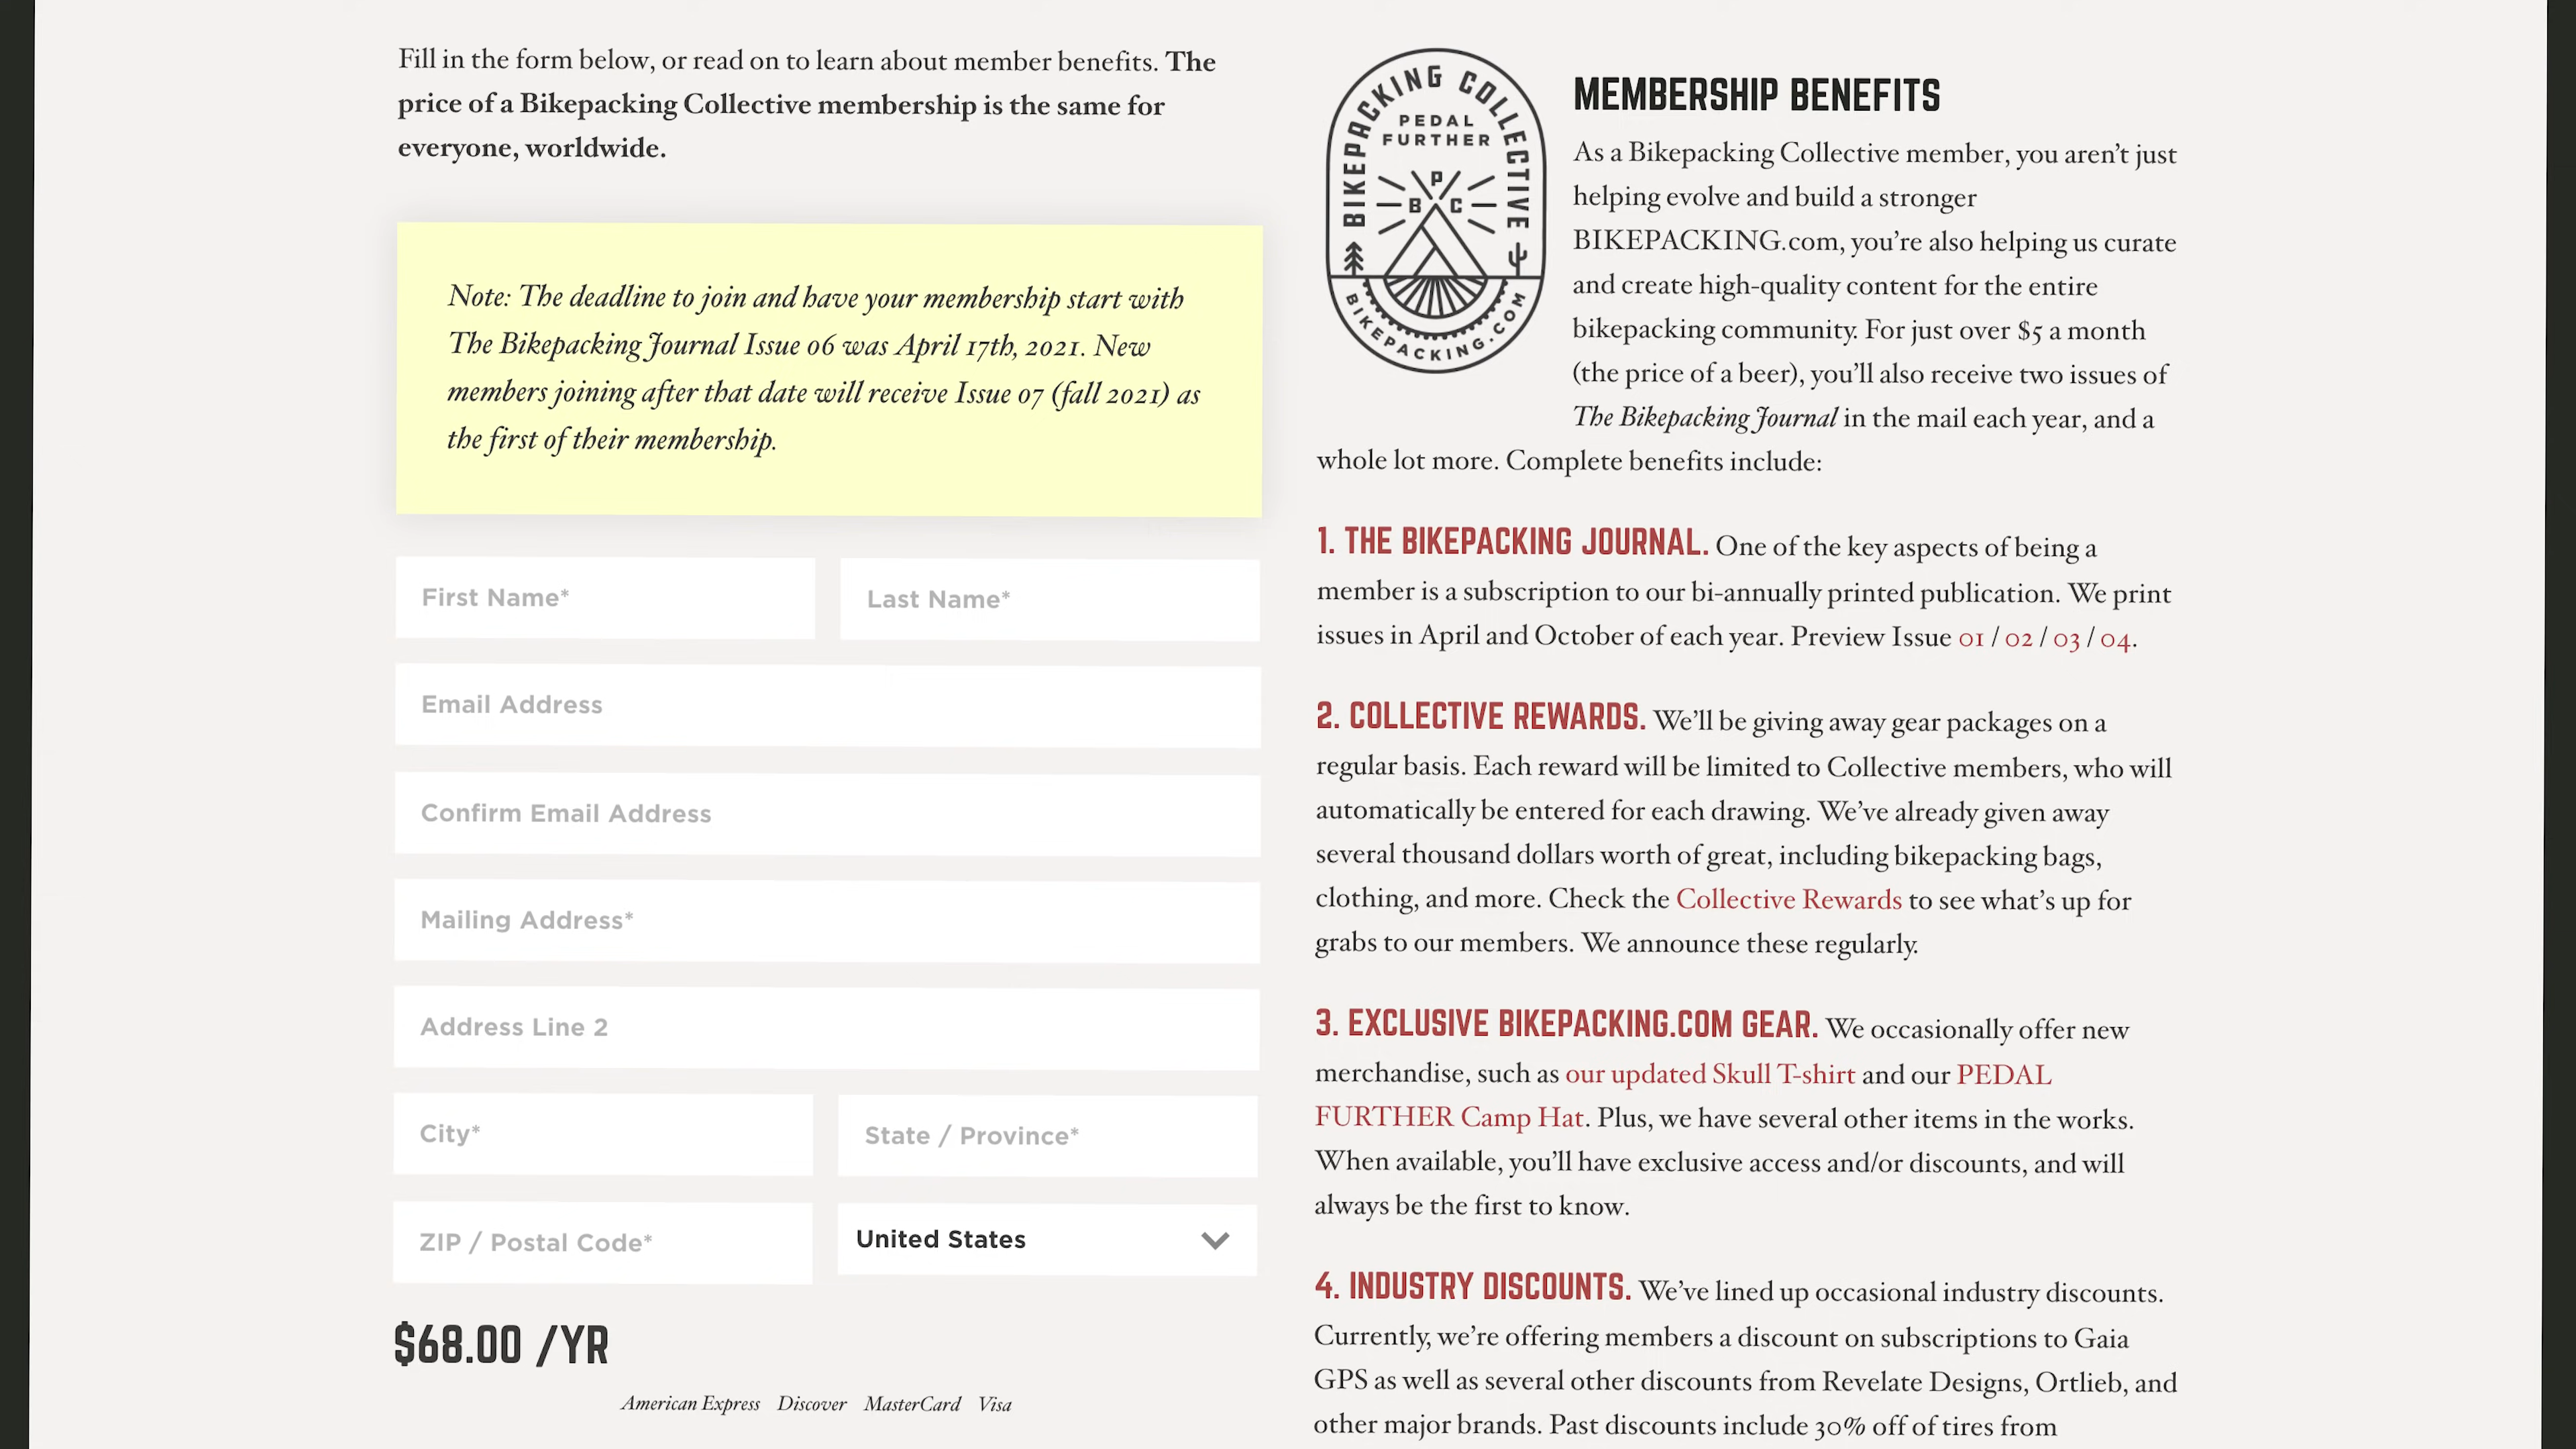 Fill in the form below, or read on to learn about member benefits. The
price of a Bikepacking Collective membership is the same for
everyone, worldwide.
Note: The deadline to join and have your membership start with
The Bikepacking Journal Issue 06 was April 17th, 2021. New
members joining after that date will receive Issue 07 (fall 2021) as
the first of their membership.
First Name*
Last Name*
Email Address
Confirm Email Address
Mailing Address*
Address Line 2
City*
State / Province*
ZIP / Postal Code*
United States
$68.00 /YR
American Express Discover MasterCard Visa
BIKEPACKING COLLECTIVE
PEDAL
FURTHER
P
B C
BIKEPACKING.COM
MEMBERSHIP BENEFITS
As a Bikepacking Collective member, you aren't just
helping evolve and build a stronger
BIKEPACKING.com, you're also helping us curate
and create high-quality content for the entire
bikepacking community. For just over $5 a month
(the price of a beer), you'll also receive two issues of
The Bikepacking Journal in the mail each year, and a
whole lot more. Complete benefits include:
1. THE BIKEPACKING JOURNAL. One of the key aspects of being a
member is a subscription to our bi-annually printed publication. We print
issues in April and October of each year. Preview Issue 01 / 02 / 03 / 04.
2. COLLECTIVE REWARDS. We'll be giving away gear packages on a
regular basis. Each reward will be limited to Collective members, who will
automatically be entered for each drawing. We've already given away
several thousand dollars worth of great, including bikepacking bags,
clothing, and more. Check the Collective Rewards to see what's up for
grabs to our members. We announce these regularly.
3. EXCLUSIVE BIKEPACKING.COM GEAR. We occasionally offer new
merchandise, such as our updated Skull T-shirt and our PEDAL
FURTHER Camp Hat. Plus, we have several other items in the works.
When available, you'll have exclusive access and/or discounts, and will
always be the first to know.
4. INDUSTRY DISCOUNTS. We've lined up occasional industry discounts.
Currently, we're offering members a discount on subscriptions to Gaia
GPS as well as several other discounts from Revelate Designs, Ortlieb, and
other major brands. Past discounts include 30% off of tires from